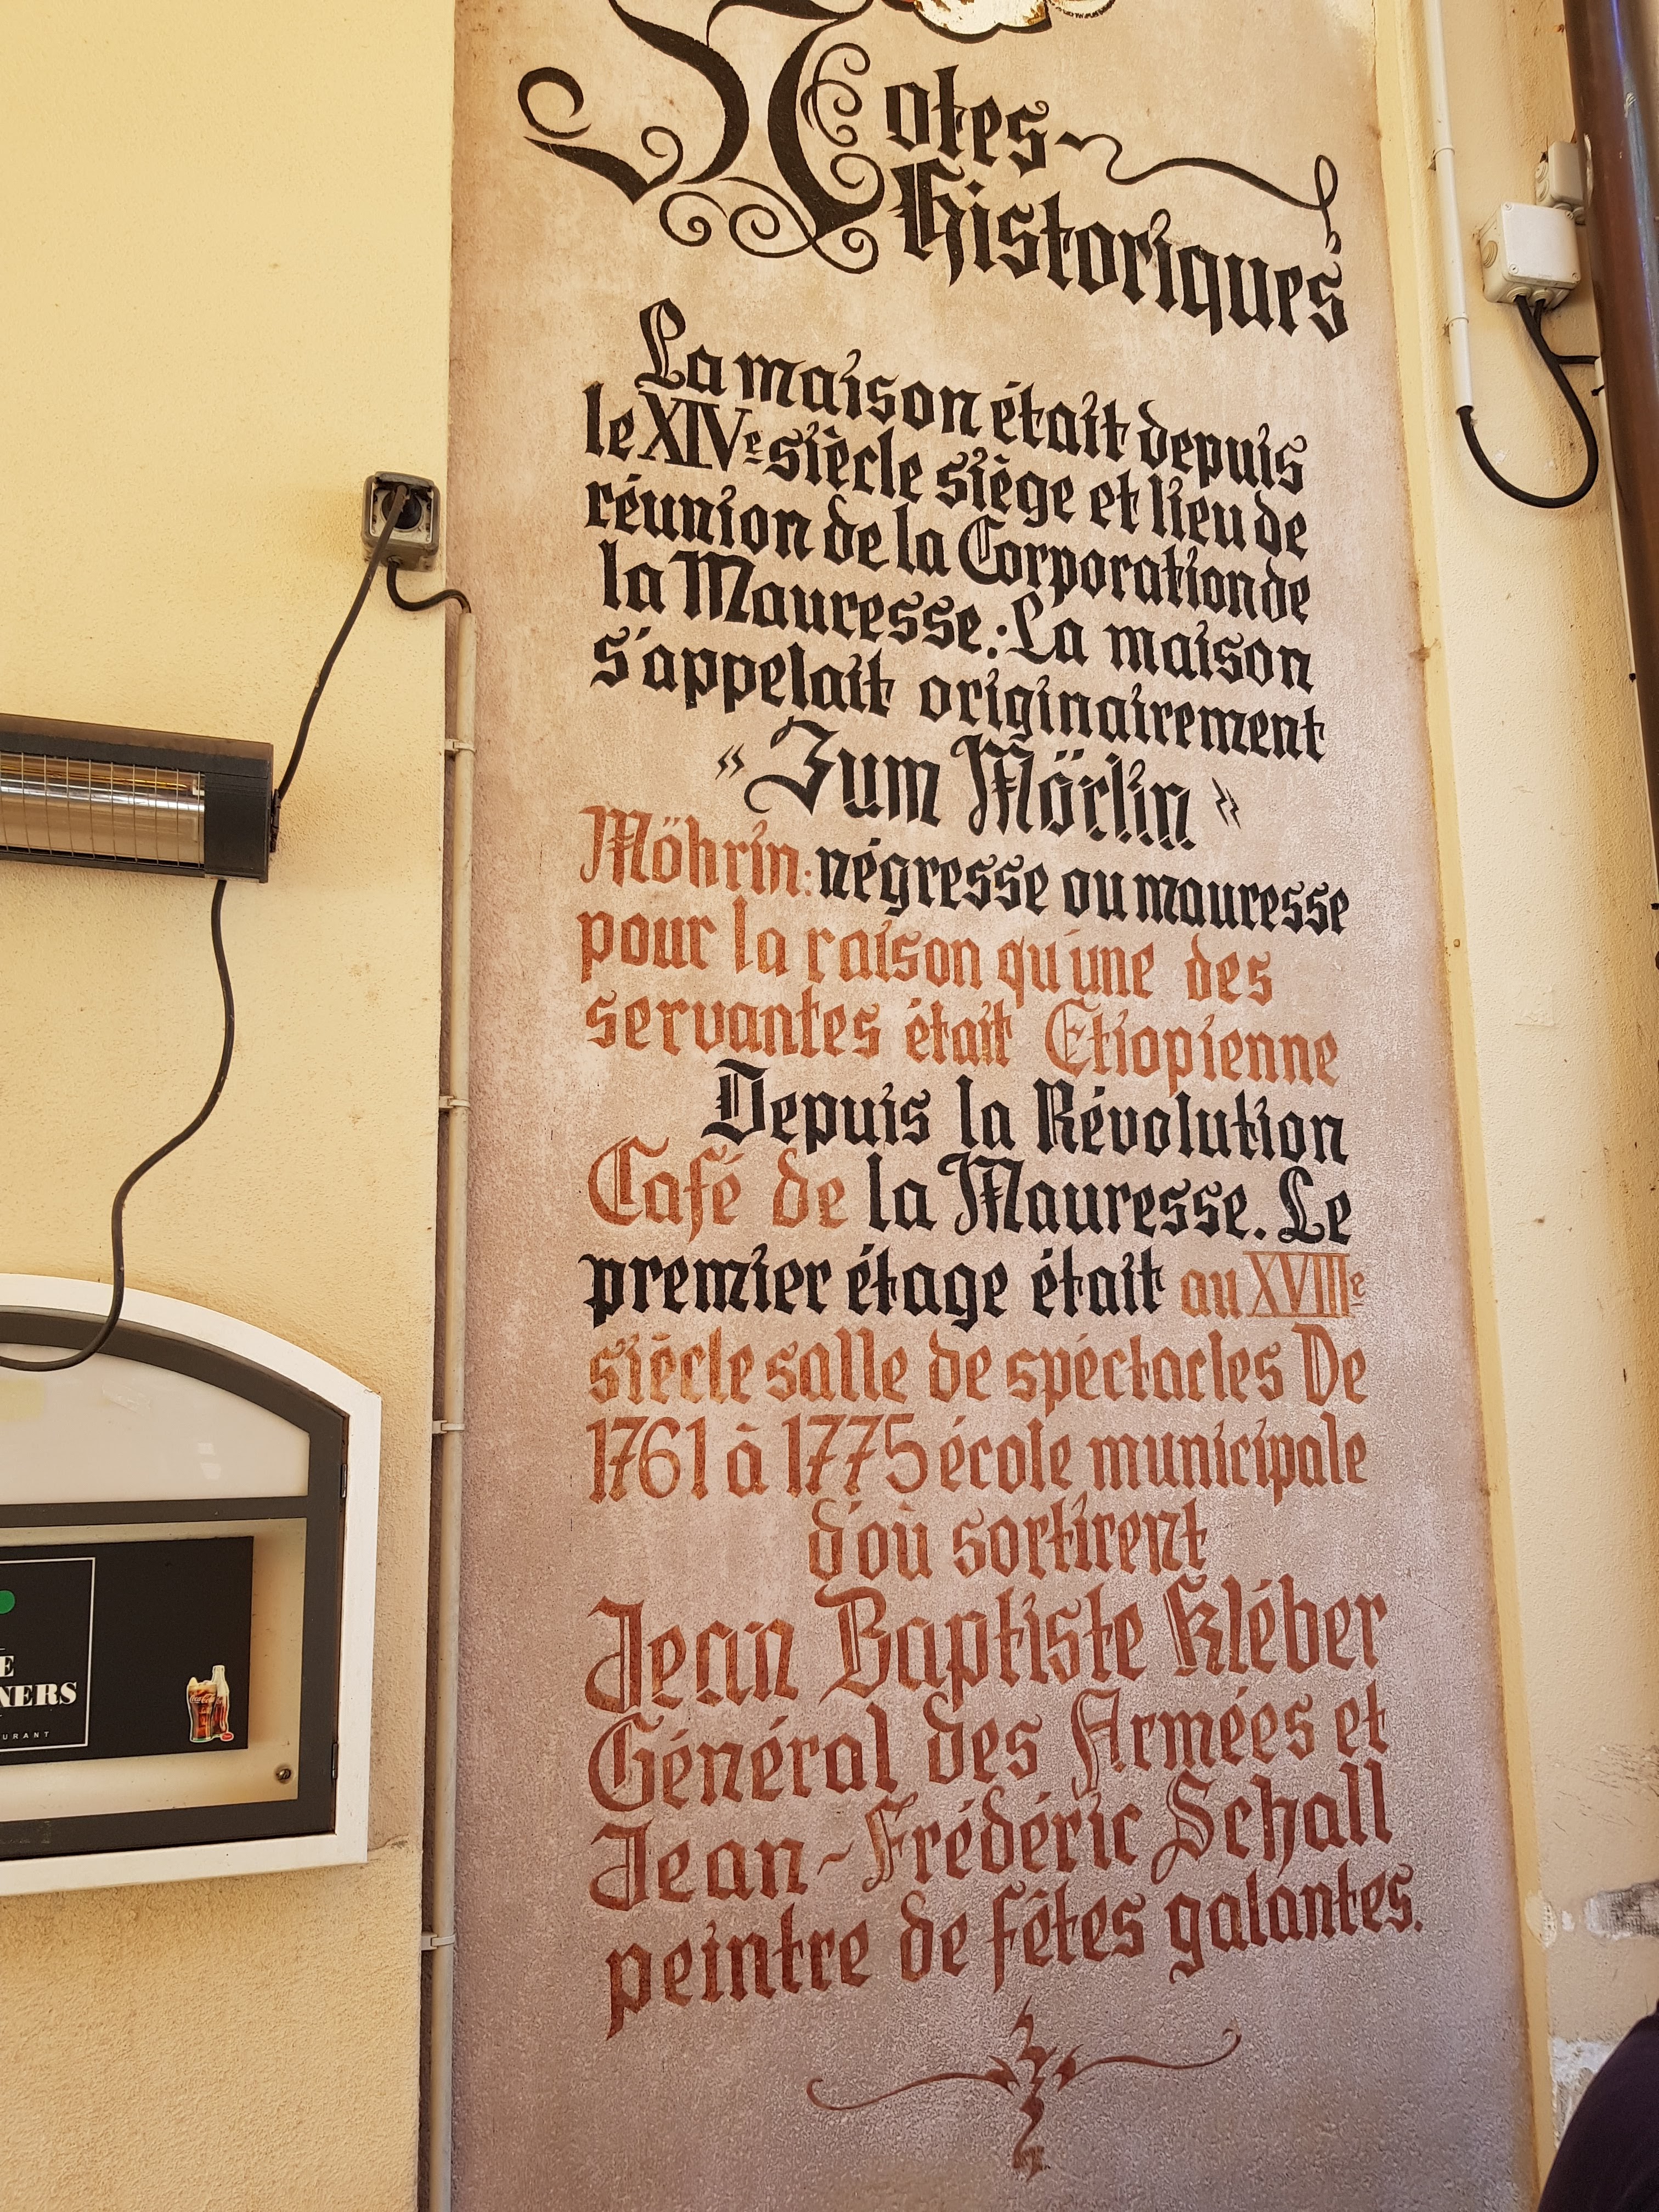 Notes
historiques
La maison était depuis
le XIVe siècle siège et lieu de
réunion de la Corporation de
la Mauresse: La maison
s'appelait originairement
« Zum Mörlin »
Möhrin: négresse ou mauresse
pour la raison qu'une des
servantes était Etiopienne
Depuis la Révolution
Café de la Mauresse. Le
premier étage était au XVIIIe
siècle salle de spéctacles De
1761 à 1775 école municipale
d'où sortirent
Jean Baptiste Kléber
Général des Armées et
Jean-Frédéric Schall
peintre de fêtes galantes.
E
NERS
URANT
Coca-Cola